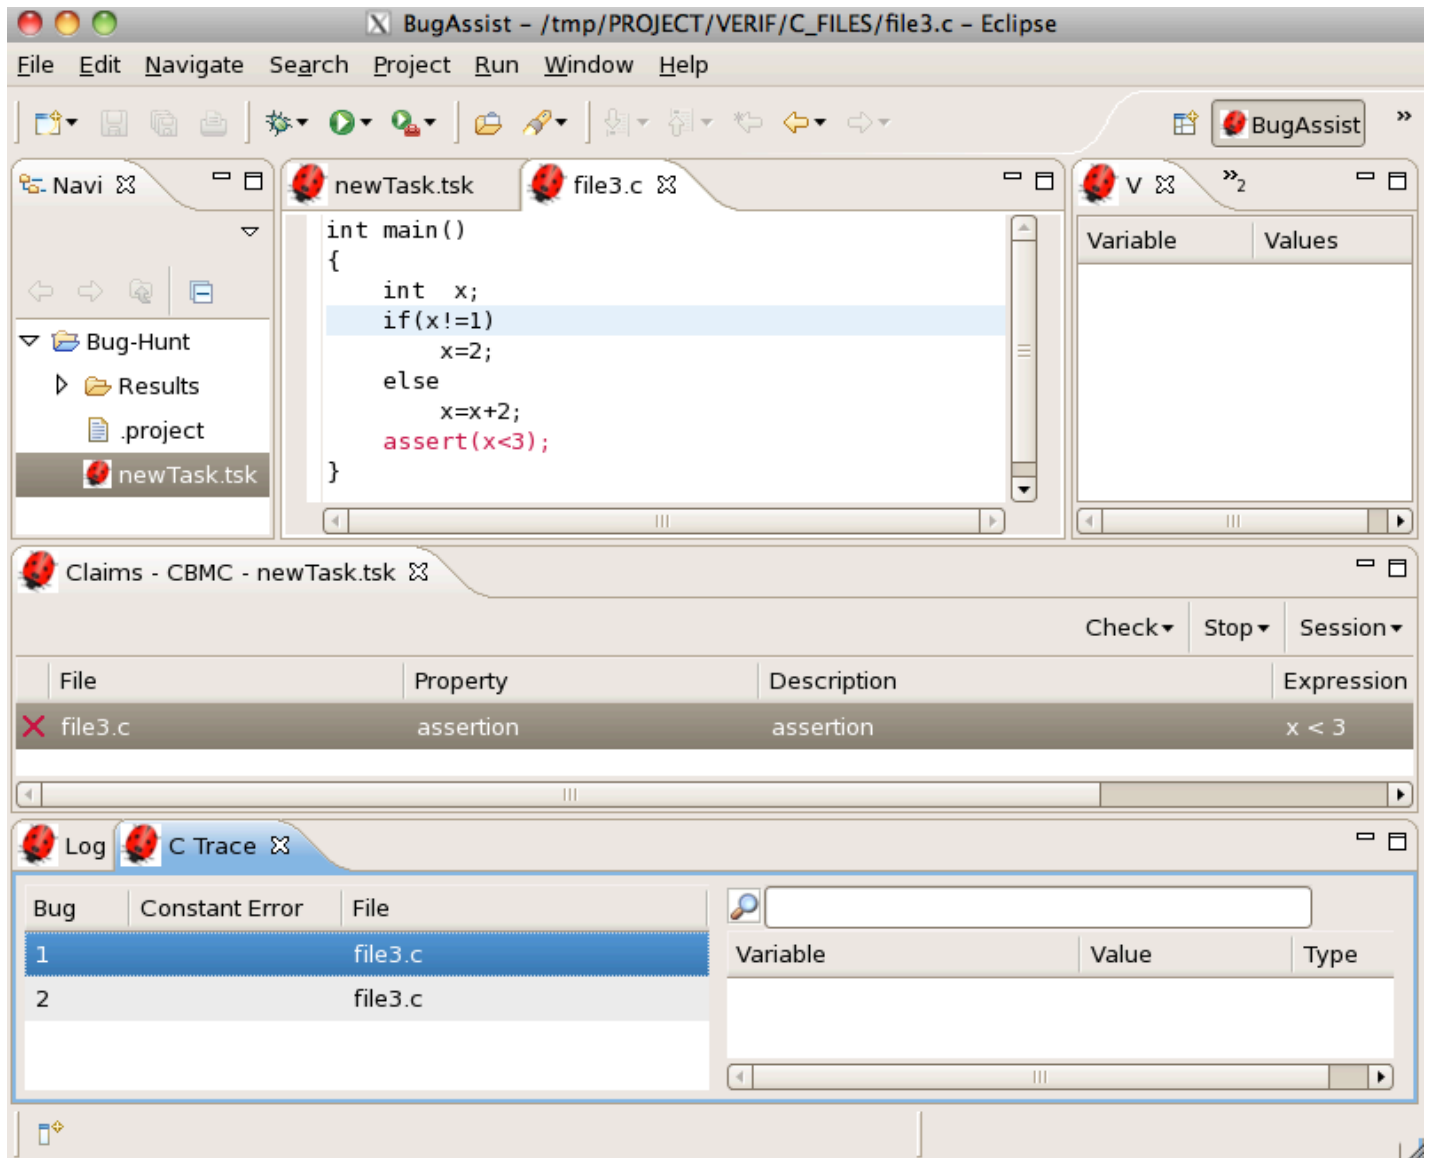 BugAssist – /tmp/PROJECT/VERIF/C_FILES/file3.c – Eclipse
File Edit Navigate Search Project Run Window Help
BugAssist
Navi
newTask.tsk
file3.c
V
2
Variable Values
int main()
{
int x;
if(x!=1)
x=2;
else
x=x+2;
assert(x<3);
}
Bug-Hunt
Results
.project
newTask.tsk
Claims - CBMC - newTask.tsk
Check Stop Session
File Property Description Expression
file3.c assertion assertion x < 3
Log
C Trace
Bug Constant Error File
1 file3.c
2 file3.c
Variable Value Type